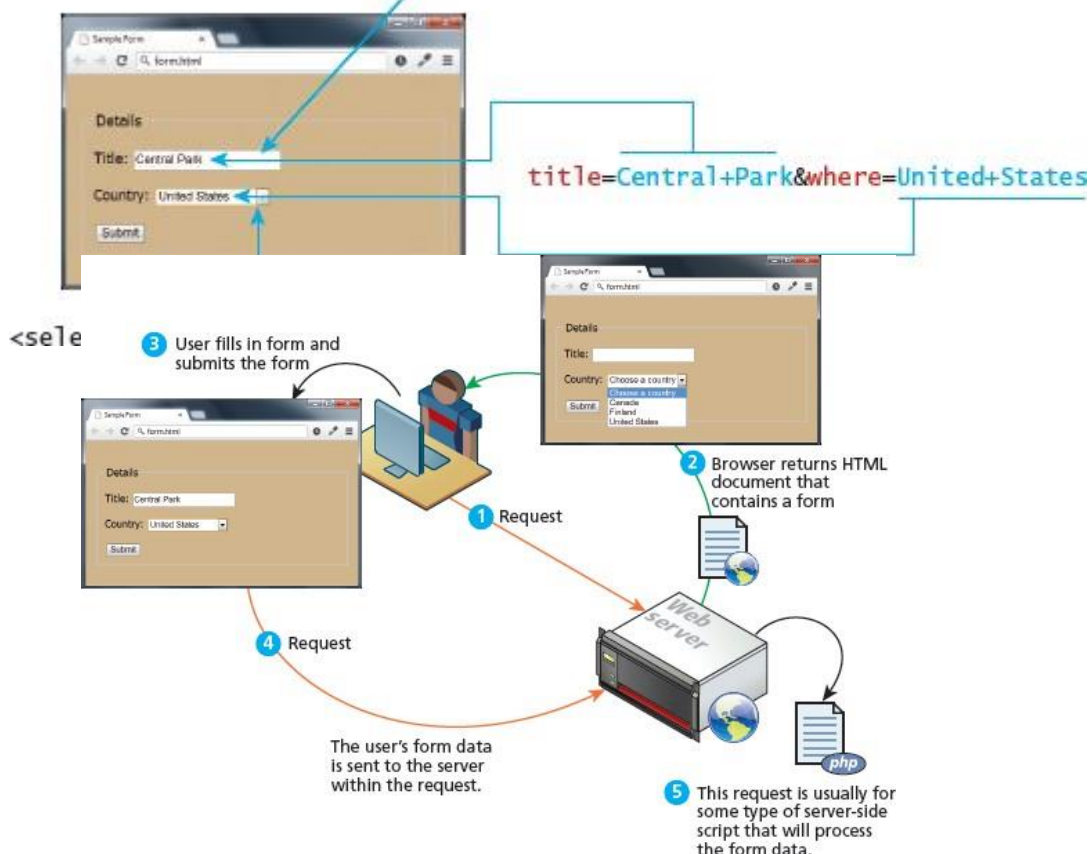 Sample Form
form.html
Details
Title: Central Park
Country: United States
Submit
title=Central+Park&where=United+States
<sele
3 User fills in form and
submits the form
Sample Form
form.html
Details
Title:
Country: Choose a country
Choose a country
Canada
Finland
United States
Submit
2 Browser returns HTML
document that
contains a form
Sample Form
form.html
Details
Title: Central Park
Country: United States
Submit
1 Request
Web
server
4 Request
The user's form data
is sent to the server
within the request.
php
5 This request is usually for
some type of server-side
script that will process
the form data.